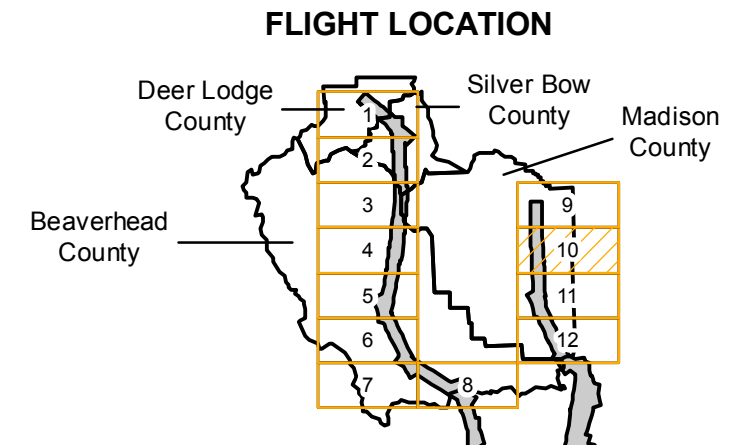 FLIGHT LOCATION
Deer Lodge
County
Silver Bow
County
Madison
County
Beaverhead
County
1
2
3
4
5
6
7
8
9
10
11
12